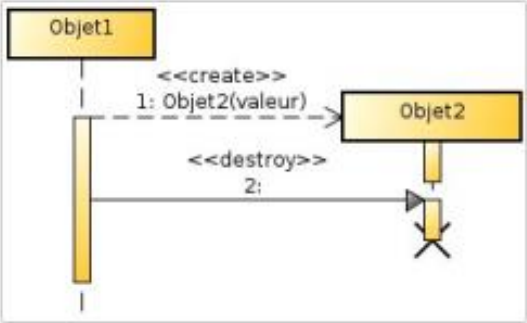 Objet1
<<create>>
1: Objet2(valeur)
Objet2
<<destroy>>
2: